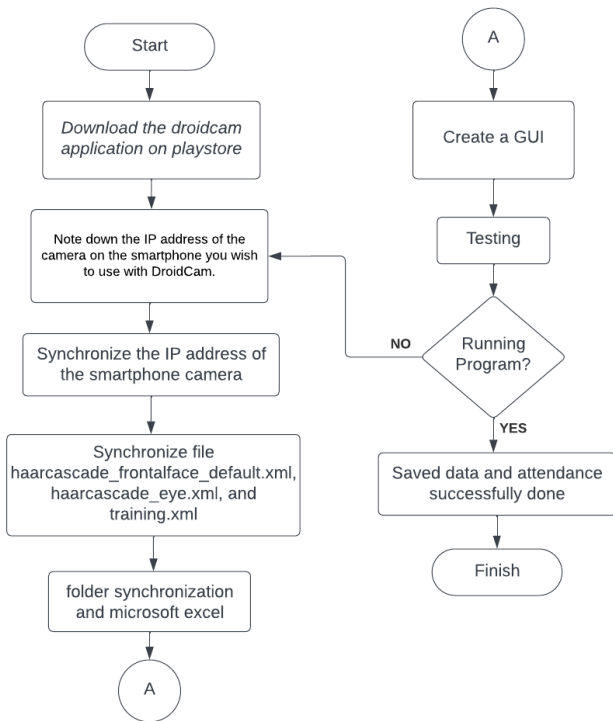 Start
Download the droidcam
application on playstore
Note down the IP address of the
camera on the smartphone you wish
to use with DroidCam.
Synchronize the IP address of
the smartphone camera
Synchronize file
haarcascade_frontalface_default.xml,
haarcascade_eye.xml, and
training.xml
folder synchronization
and microsoft excel
A
A
Create a GUI
Testing
Running
Program?
NO
YES
Saved data and attendance
successfully done
Finish